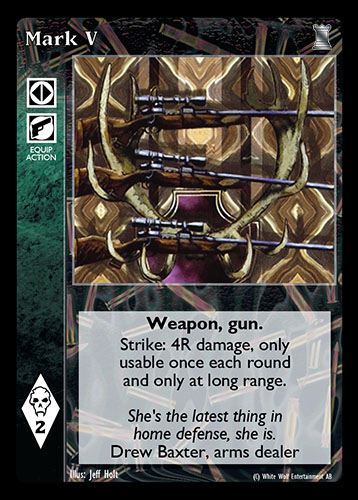 Mark V
EQUIP
ACTION
Weapon, gun.
Strike: 4R damage, only
usable once each round
and only at long range.
She's the latest thing in
home defense, she is.
Drew Baxter, arms dealer
2
Illus: Jeff Holt
(C) White Wolf Entertainment AB